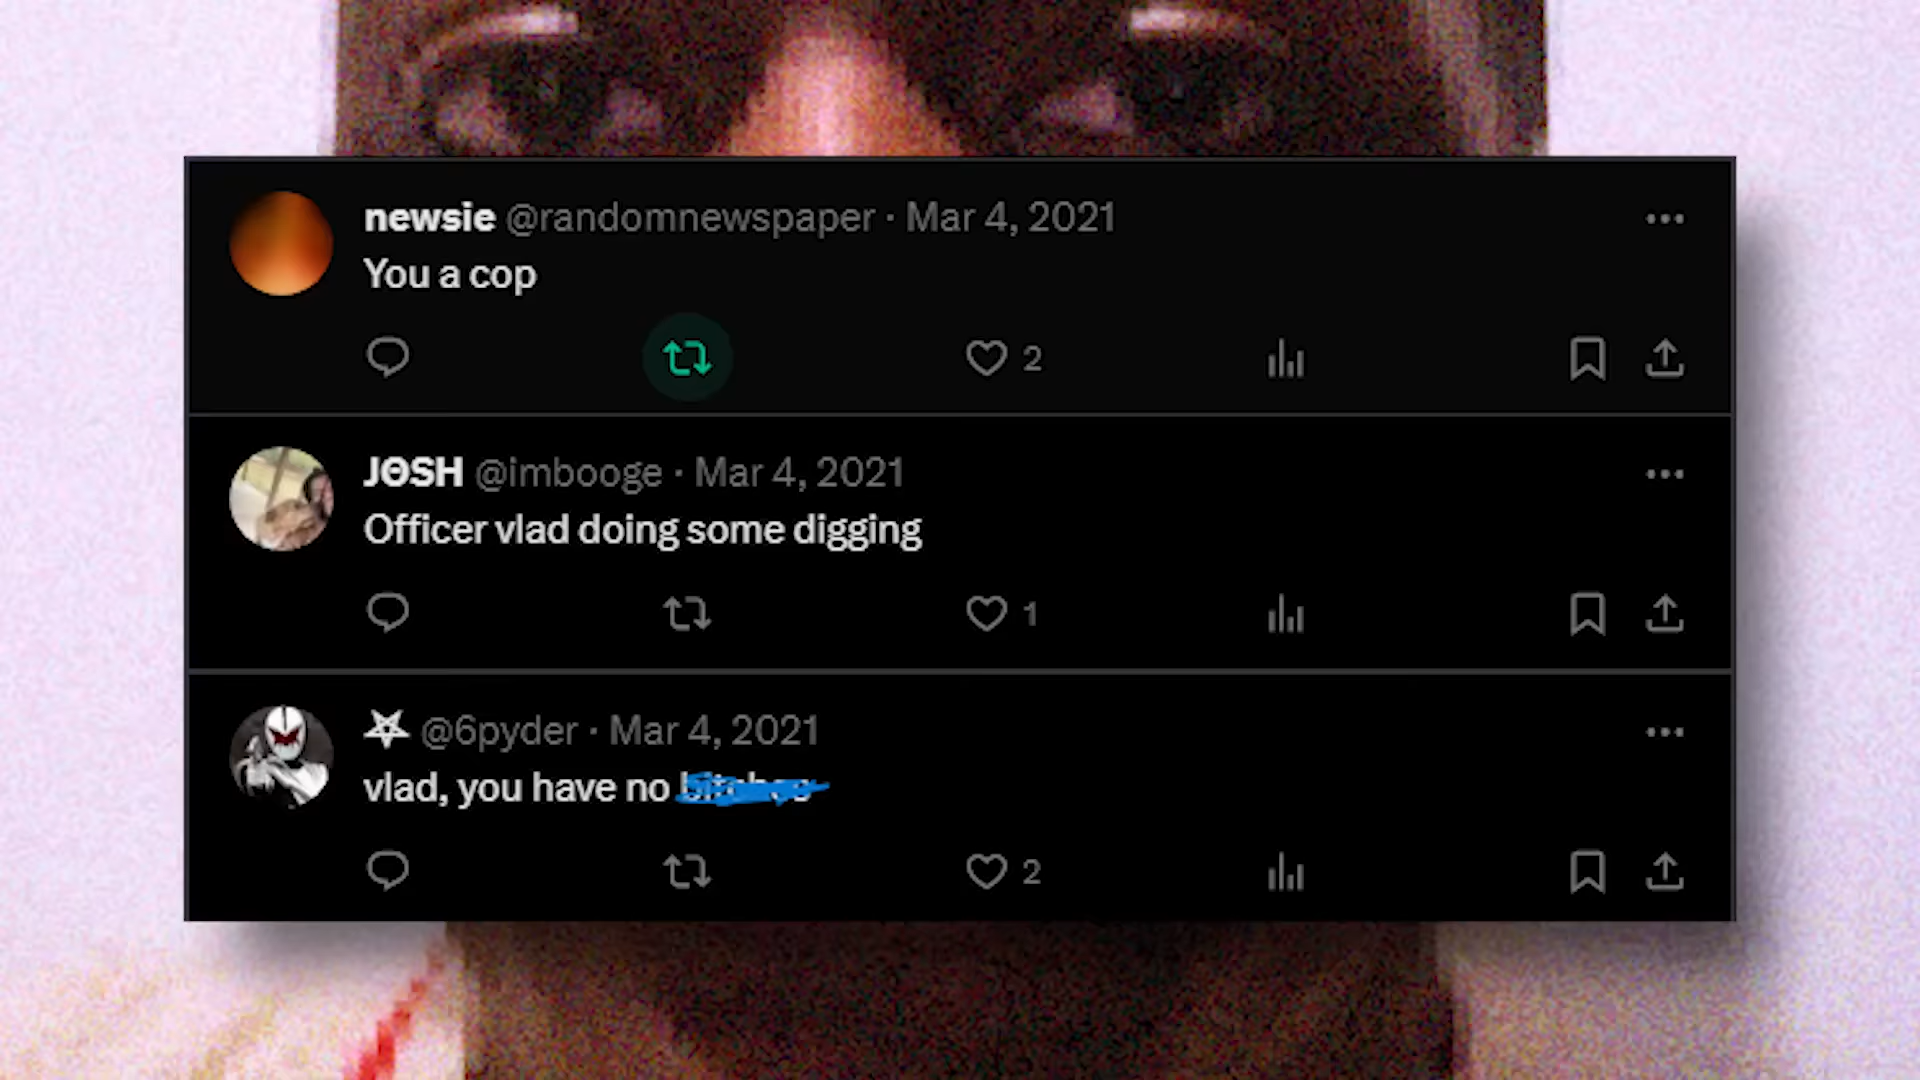 newsie @randomnewspaper · Mar 4, 2021
You a cop
2
JΘSH @imbooge · Mar 4, 2021
Officer vlad doing some digging
1
@6pyder · Mar 4, 2021
vlad, you have no
2